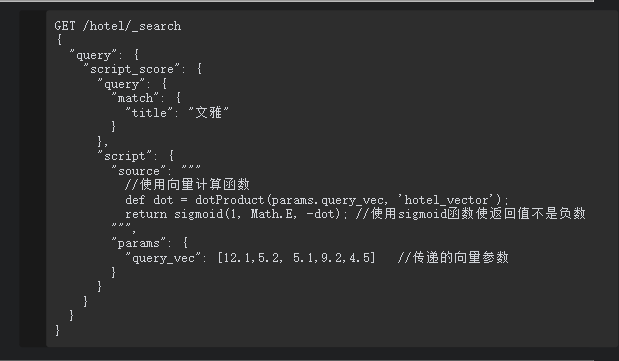 GET /hotel/_search
{
  "query": {
    "script_score": {
      "query": {
        "match": {
          "title": "文雅"
        }
      },
      "script": {
        "source": """
          //使用向量计算函数
          def dot = dotProduct(params.query_vec, 'hotel_vector');
          return sigmoid(1, Math.E, -dot); //使用sigmoid函数使返回值不是负数
        """,
        "params": {
          "query_vec": [12.1,5.2, 5.1,9.2,4.5]   //传递的向量参数
        }
      }
    }
  }
}